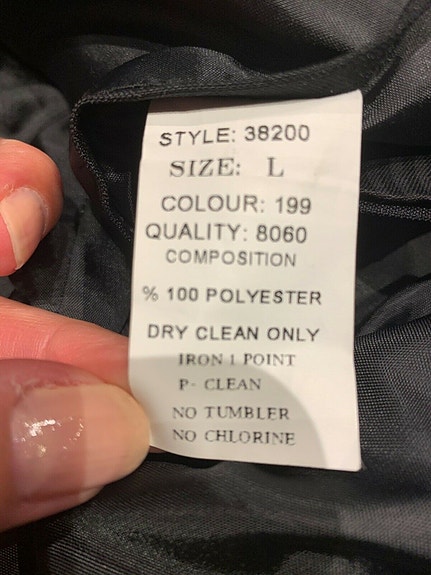 STYLE: 38200
SIZE: L
COLOUR: 199
QUALITY: 8060
COMPOSITION
% 100 POLYESTER
DRY CLEAN ONLY
IRON 1 POINT
P- CLEAN
NO TUMBLER
NO CHLORINE